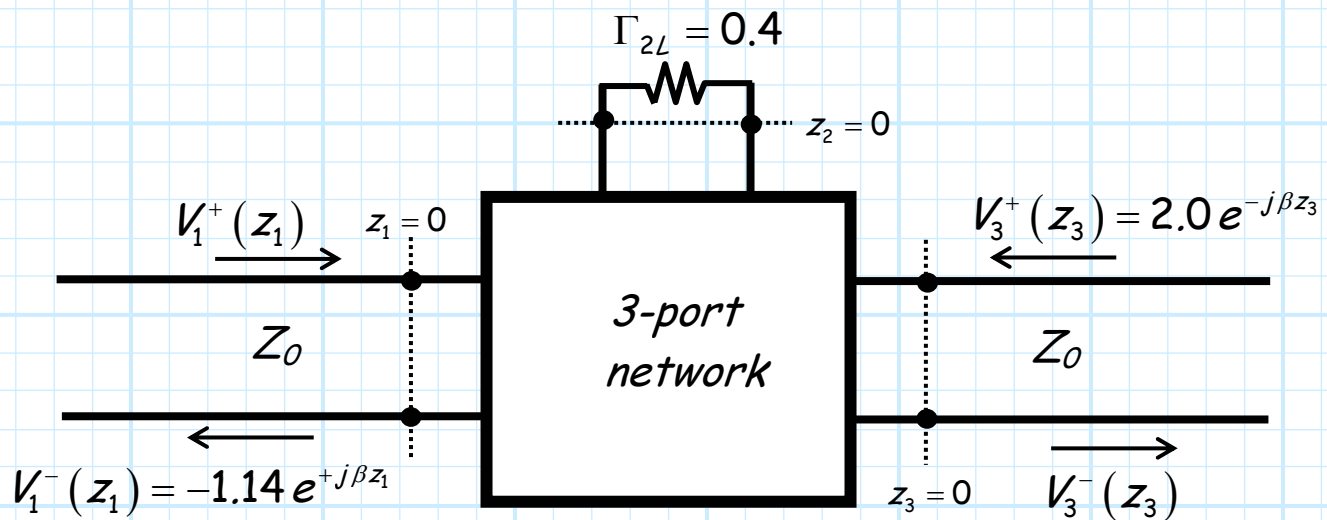 Γ₂L = 0.4
z₂ = 0
V₁⁺(z₁)
z₁ = 0
V₃⁺(z₃) = 2.0 e^{-jβz₃}
Z₀
3-port
network
Z₀
V₁⁻(z₁) = -1.14 e^{+jβz₁}
z₃ = 0
V₃⁻(z₃)